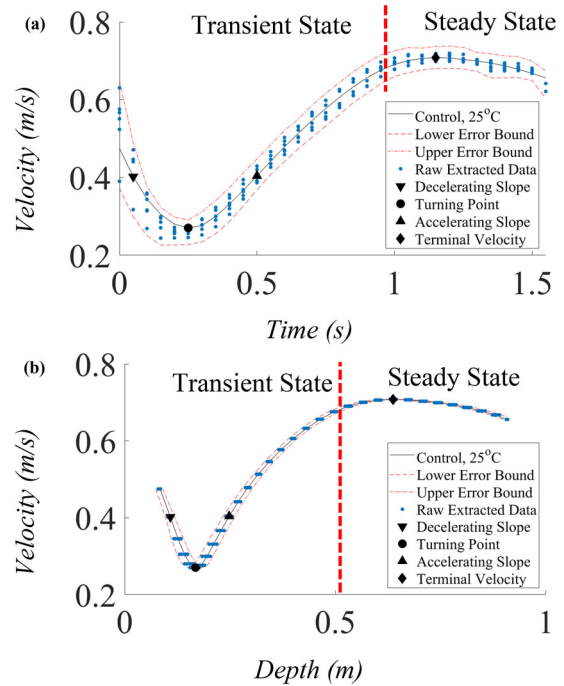 (a)
Transient State
Steady State
0.8
0.6
0.4
0.2
Velocity (m/s)
Control, 25°C
Lower Error Bound
Upper Error Bound
Raw Extracted Data
Decelerating Slope
Turning Point
Accelerating Slope
Terminal Velocity
0
0.5
1
1.5
Time (s)
(b)
Transient State
Steady State
0.8
0.6
0.4
0.2
Velocity (m/s)
Control, 25°C
Lower Error Bound
Upper Error Bound
Raw Extracted Data
Decelerating Slope
Turning Point
Accelerating Slope
Terminal Velocity
0
0.5
1
Depth (m)